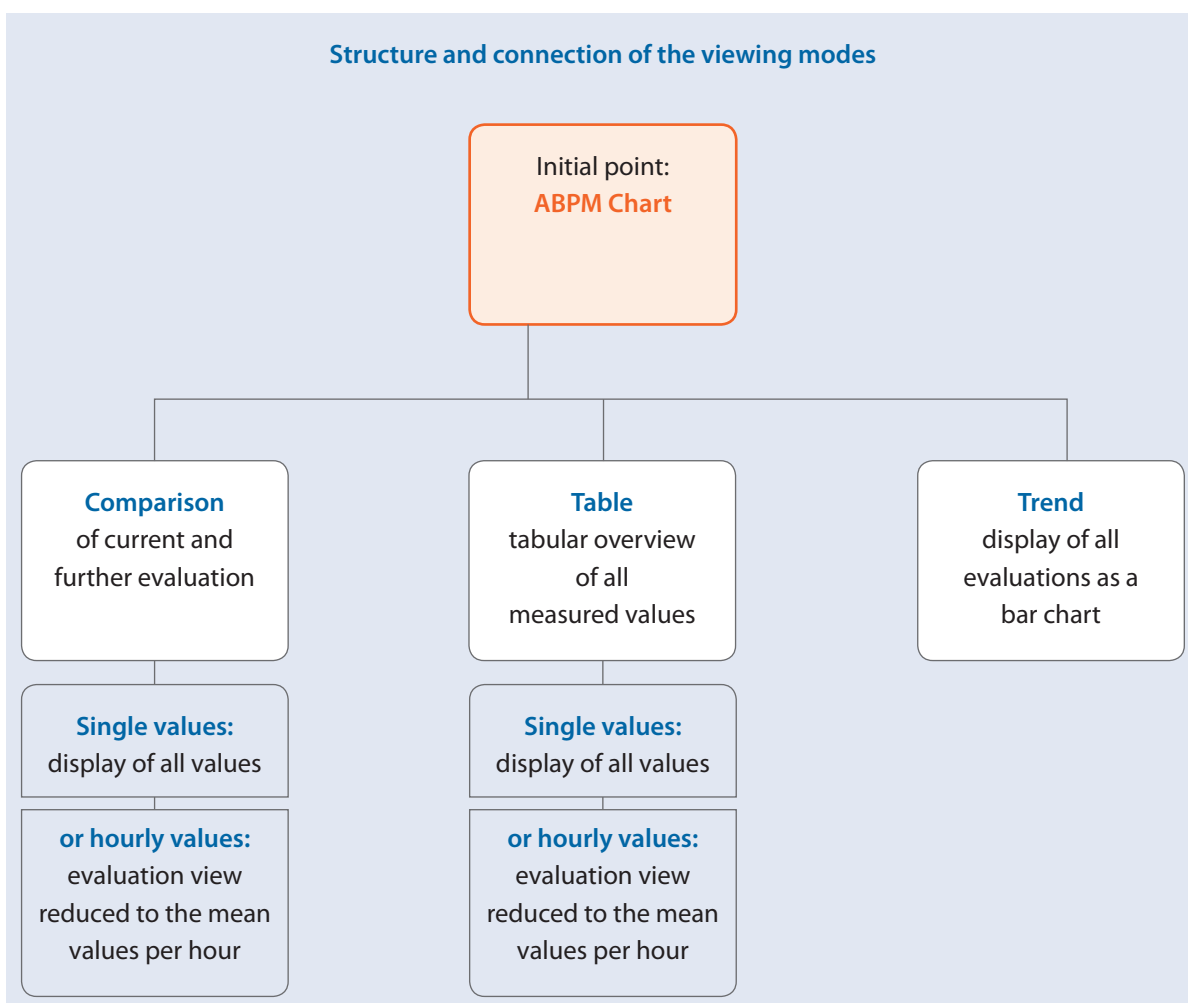 Structure and connection of the viewing modes
Initial point:
ABPM Chart
Comparison
of current and
further evaluation
Table
tabular overview
of all
measured values
Trend
display of all
evaluations as a
bar chart
Single values:
display of all values
Single values:
display of all values
or hourly values:
evaluation view
reduced to the mean
values per hour
or hourly values:
evaluation view
reduced to the mean
values per hour